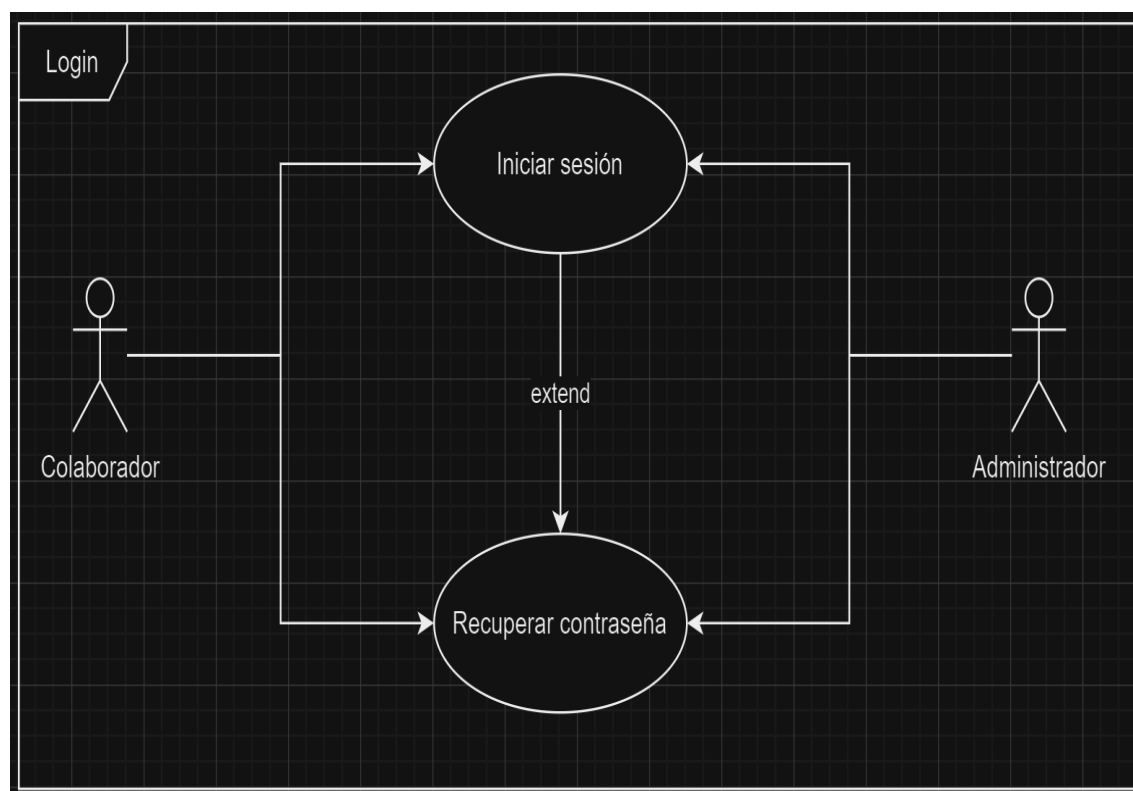 Login
Iniciar sesión
extend
Colaborador
Administrador
Recuperar contraseña